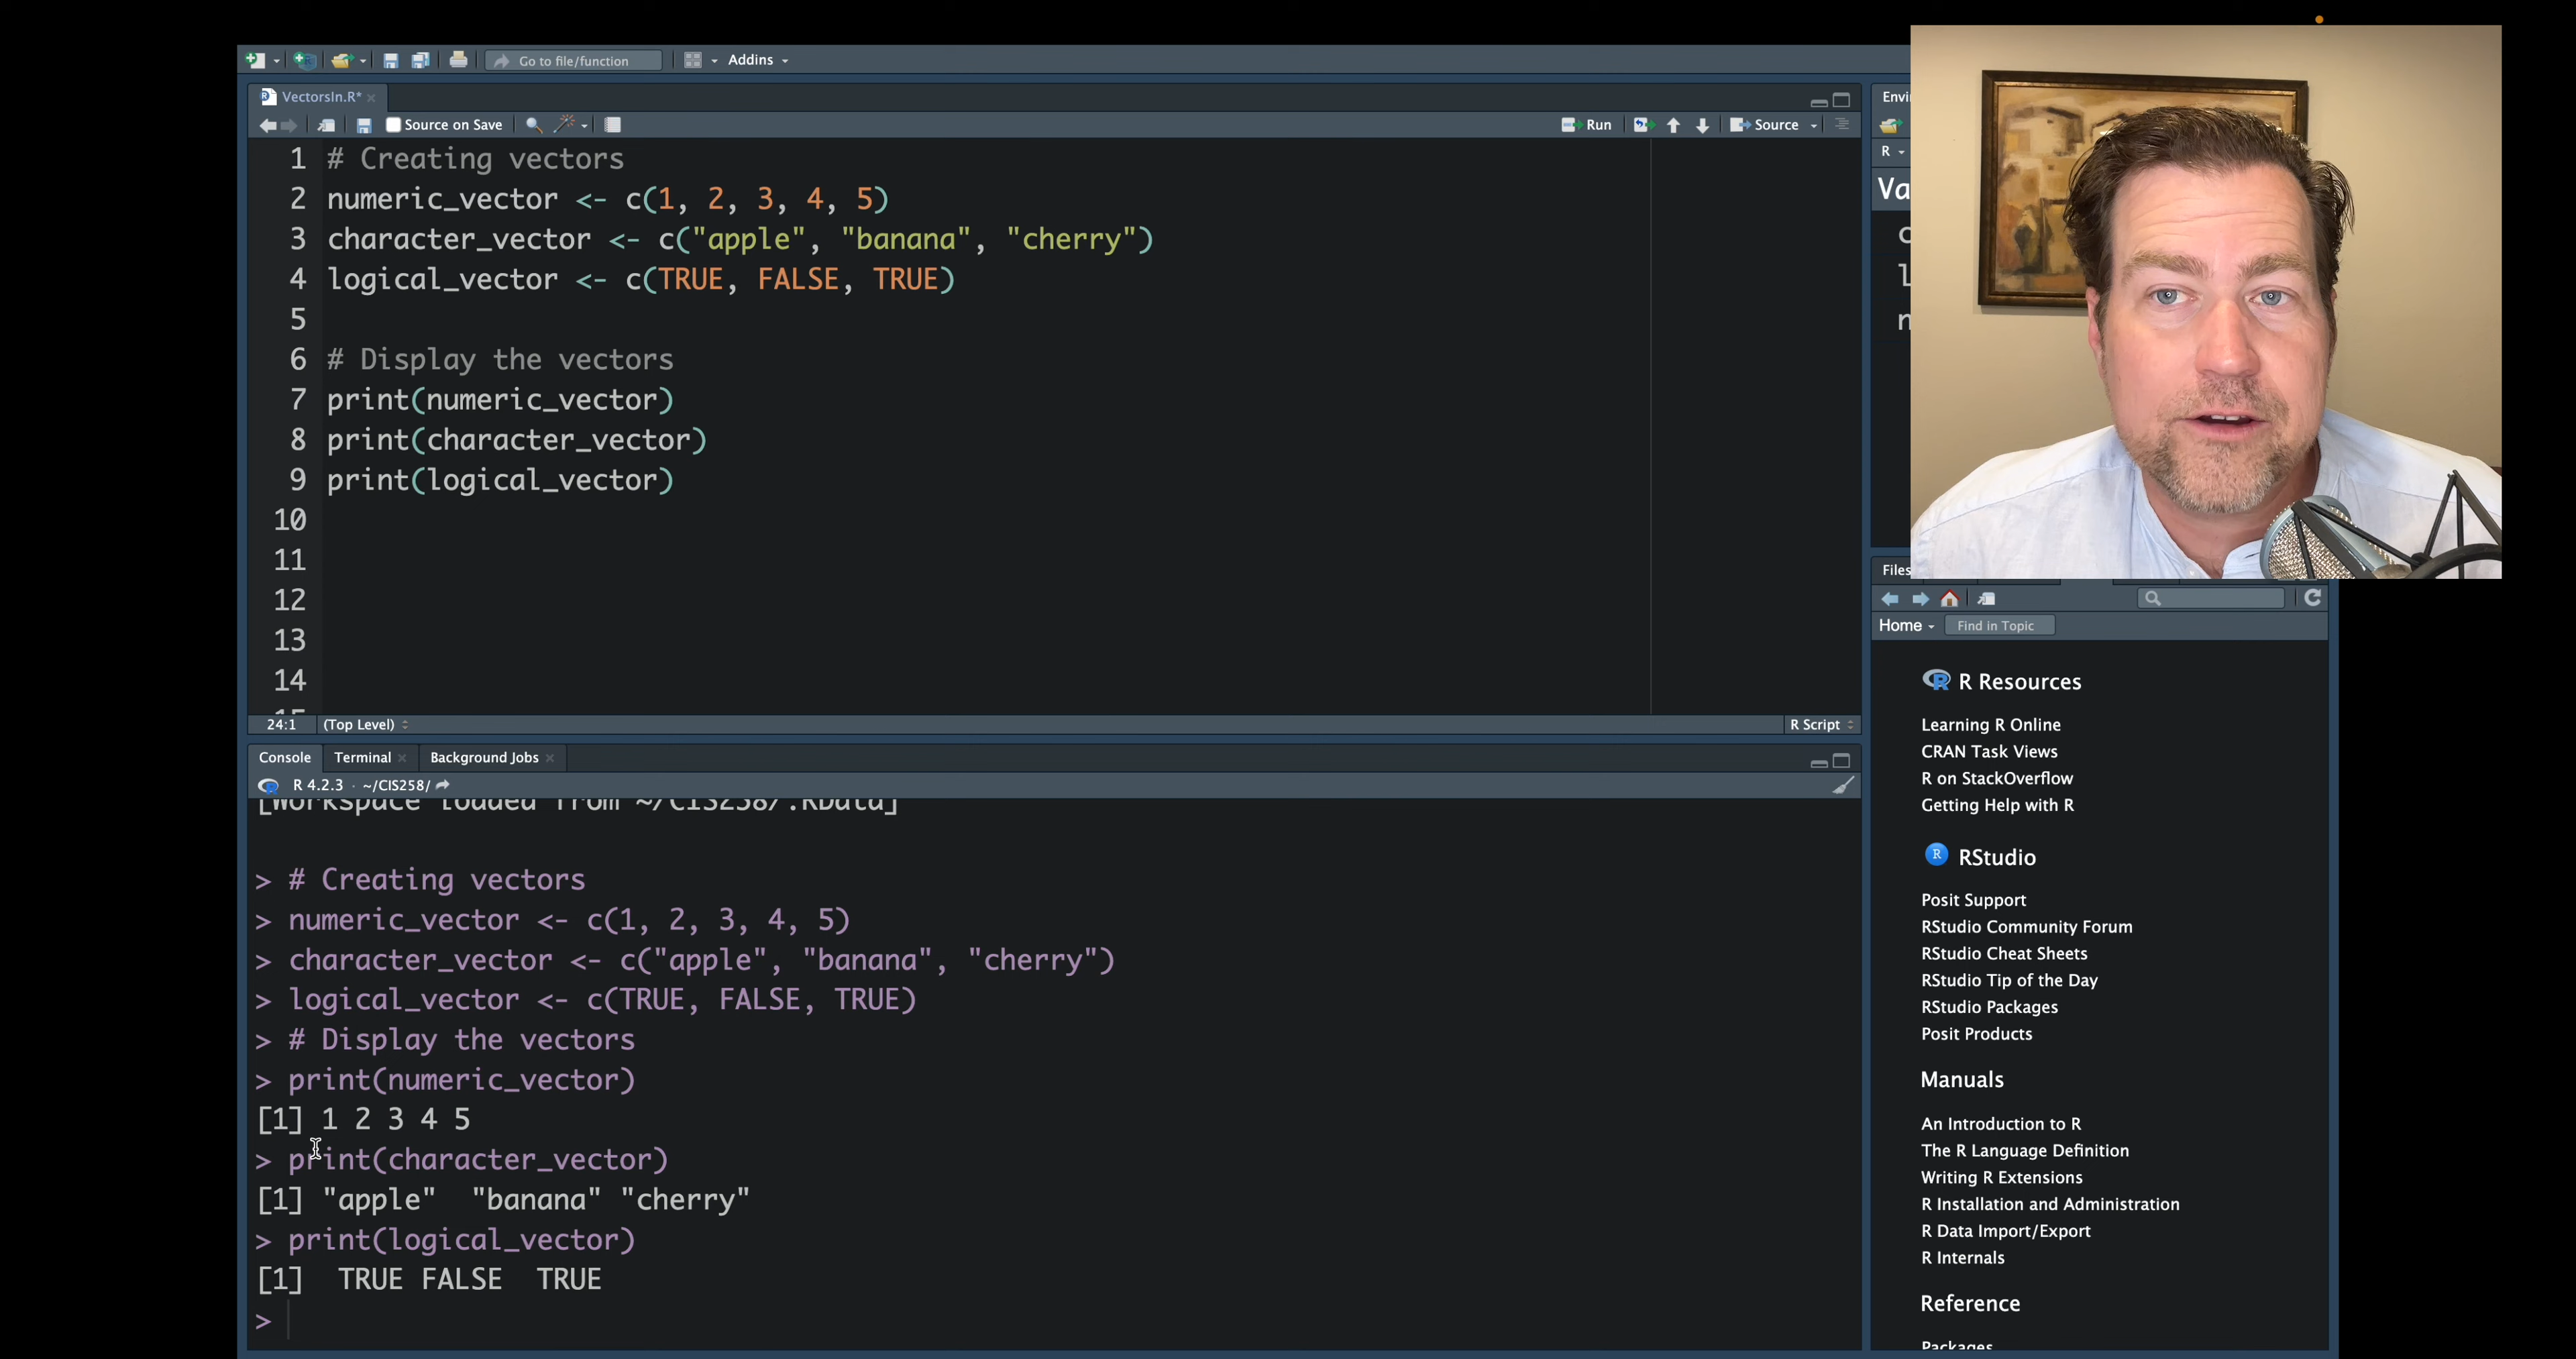 Go to file/function
Addins
VectorsIn.R*
Source on Save
Run
Source
1 # Creating vectors
2 numeric_vector <- c(1, 2, 3, 4, 5)
3 character_vector <- c("apple", "banana", "cherry")
4 logical_vector <- c(TRUE, FALSE, TRUE)
5
6 # Display the vectors
7 print(numeric_vector)
8 print(character_vector)
9 print(logical_vector)
10
11
12
13
14
24:1 (Top Level)
R Script
Console Terminal Background Jobs
R 4.2.3 · ~/CIS258/
[Workspace loaded from ~/CIS258/.RData]
> # Creating vectors
> numeric_vector <- c(1, 2, 3, 4, 5)
> character_vector <- c("apple", "banana", "cherry")
> logical_vector <- c(TRUE, FALSE, TRUE)
> # Display the vectors
> print(numeric_vector)
[1] 1 2 3 4 5
> print(character_vector)
[1] "apple"  "banana" "cherry"
> print(logical_vector)
[1]  TRUE FALSE  TRUE
>
R
Files
Home
Find in Topic
R Resources
Learning R Online
CRAN Task Views
R on StackOverflow
Getting Help with R
RStudio
Posit Support
RStudio Community Forum
RStudio Cheat Sheets
RStudio Tip of the Day
RStudio Packages
Posit Products
Manuals
An Introduction to R
The R Language Definition
Writing R Extensions
R Installation and Administration
R Data Import/Export
R Internals
Reference
Packages